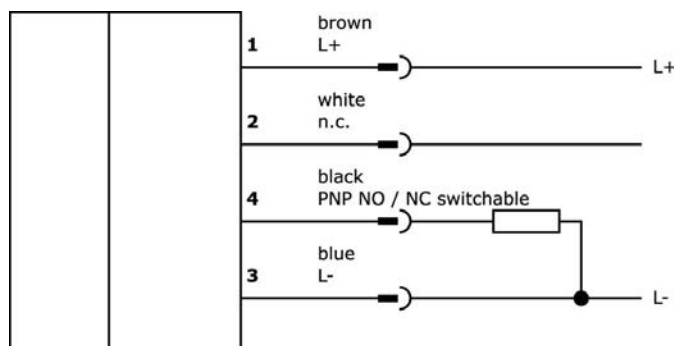 brown
1 L+
L+
white
2 n.c.
black
4 PNP NO / NC switchable
blue
3 L-
L-